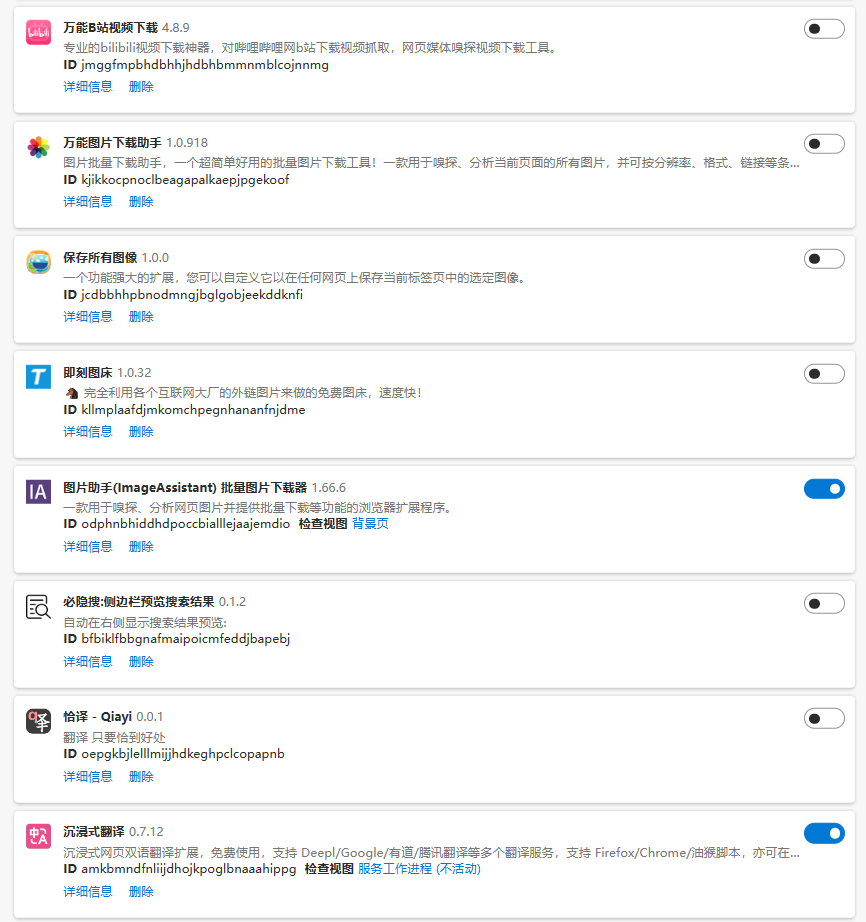 万能B站视频下载 4.8.9
专业的bilibili视频下载神器，对哔哩哔哩网b站下载视频抓取，网页媒体嗅探视频下载工具。
ID jmggfmpbhdbhhjhdbhbmmnmblcojnnmg
详细信息 删除
万能图片下载助手 1.0.918
图片批量下载助手，一个超简单好用的批量图片下载工具！一款用于嗅探、分析当前页面的所有图片，并可按分辨率、格式、链接等条...
ID kjikkocpnoclbeagapalkaepjpgekoof
详细信息 删除
保存所有图像 1.0.0
一个功能强大的扩展，您可以自定义它以在任何网页上保存当前标签页中的选定图像。
ID jcdbbhhpbnodmngjbglgobjeekddknfi
详细信息 删除
即刻图床 1.0.32
🐴 完全利用各个互联网大厂的外链图片来做的免费图床，速度快！
ID kllmplaafdjmkomchpegnhananfnjdme
详细信息 删除
图片助手(ImageAssistant) 批量图片下载器 1.66.6
一款用于嗅探、分析网页图片并提供批量下载等功能的浏览器扩展程序。
ID odphnbhiddhdpoccbialllejaajemdio 检查视图 背景页
详细信息 删除
必隐搜:侧边栏预览搜索结果 0.1.2
自动在右侧显示搜索结果预览:
ID bfbiklfbbgnafmaipoicmfeddjbapebj
详细信息 删除
恰译 - Qiayi 0.0.1
翻译 只要恰到好处
ID oepgkbjlelllmijjhdkeghpclcopapnb
详细信息 删除
沉浸式翻译 0.7.12
沉浸式网页双语翻译扩展，免费使用，支持 Deepl/Google/有道/腾讯翻译等多个翻译服务，支持 Firefox/Chrome/油猴脚本，亦可在...
ID amkbmndfnliijdhojkpoglbnaaahippg 检查视图 服务工作进程 (不活动)
详细信息 删除